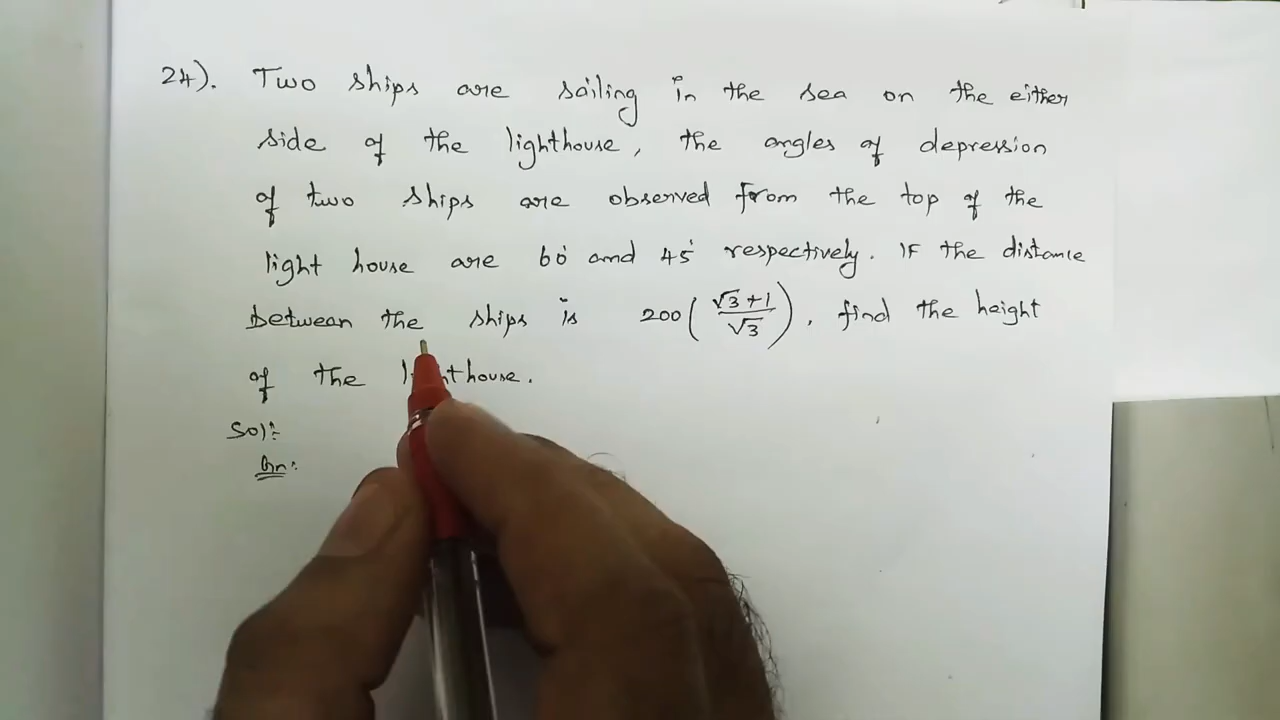 24). Two ships are sailing in the sea on the either
side of the lighthouse, the angles of depression
of two ships are observed from the top of the
light house are 60° and 45° respectively. If the distance
between the ships is 200(√3+1/√3), find the height
of the house.
Sol:
Gn: